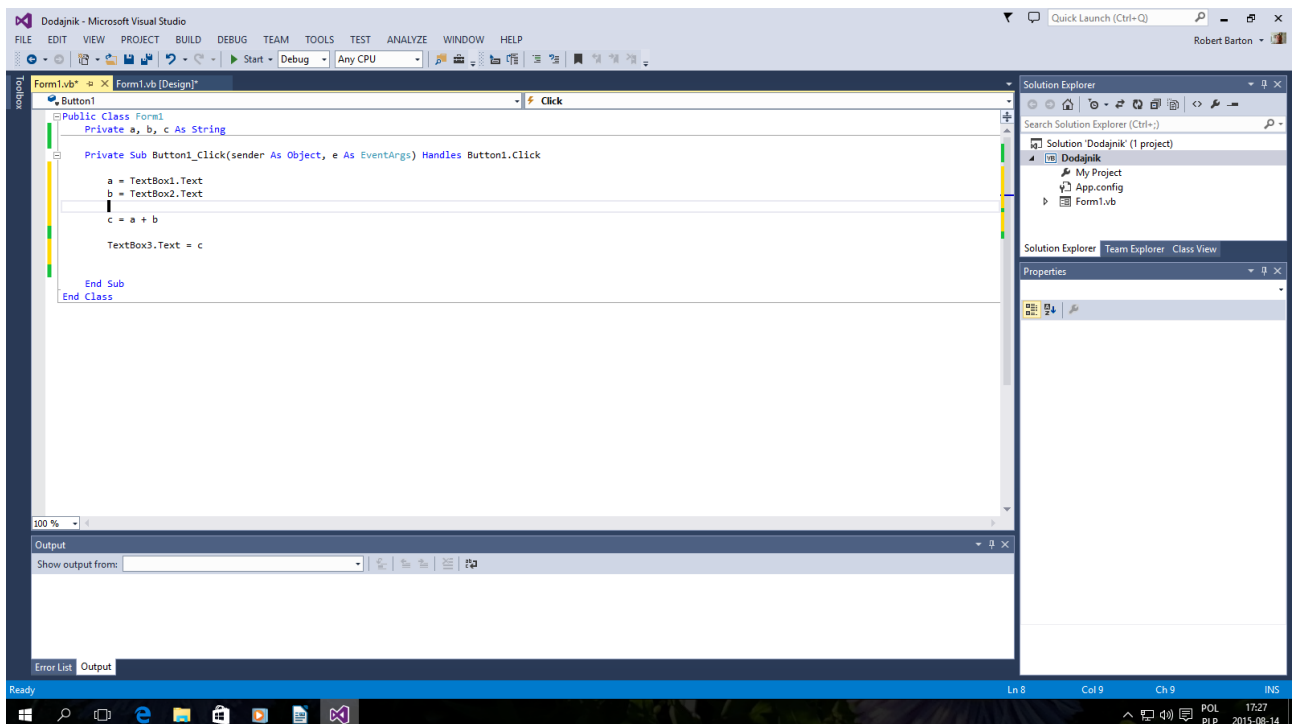 Dodajnik - Microsoft Visual Studio
Quick Launch (Ctrl+Q)
FILE EDIT VIEW PROJECT BUILD DEBUG TEAM TOOLS TEST ANALYZE WINDOW HELP
Robert Barton
Start Debug Any CPU
Toolbox
Form1.vb* Form1.vb [Design]*
Button1
Click
Public Class Form1
Private a, b, c As String
Private Sub Button1_Click(sender As Object, e As EventArgs) Handles Button1.Click
a = TextBox1.Text
b = TextBox2.Text
c = a + b
TextBox3.Text = c
End Sub
End Class
100 %
Solution Explorer
Search Solution Explorer (Ctrl+;)
Solution 'Dodajnik' (1 project)
VB Dodajnik
My Project
App.config
Form1.vb
Solution Explorer Team Explorer Class View
Properties
Output
Show output from:
Error List Output
Ready
Ln 8 Col 9 Ch 9 INS
POL 17:27
PLP 2015-08-14